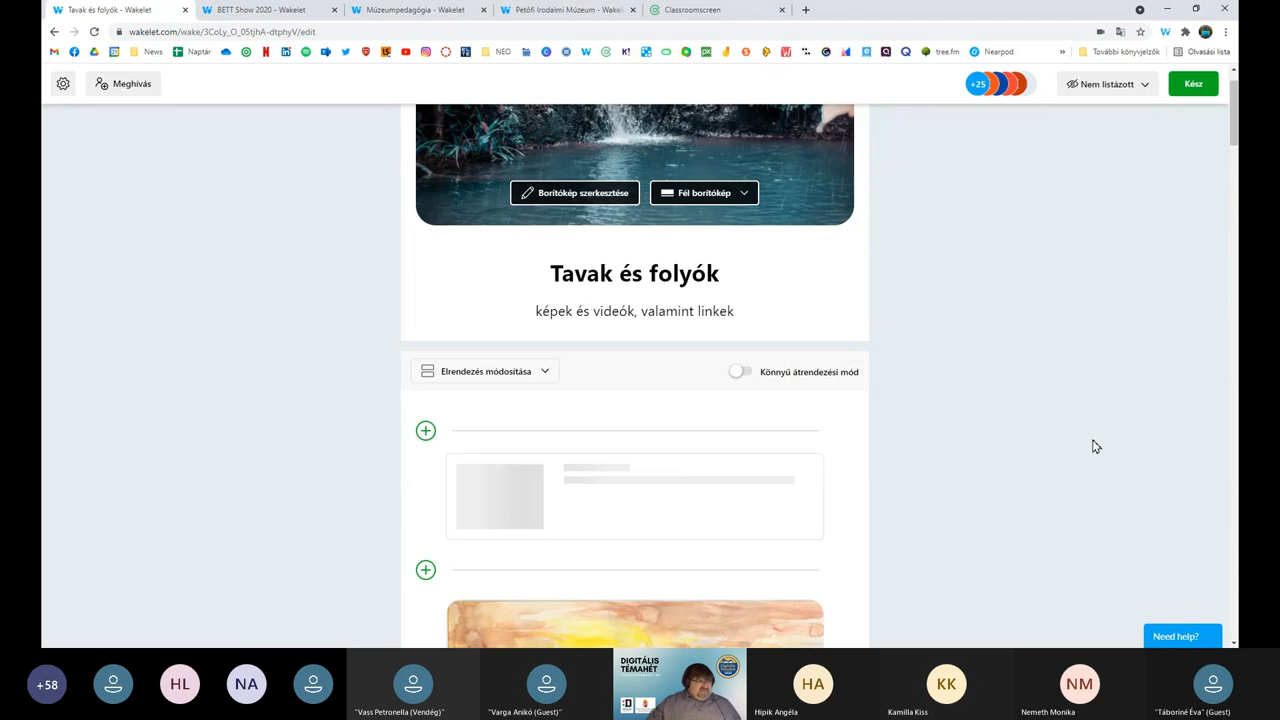 Tavak és folyók - Wakelet
BETT Show 2020 - Wakelet
Múzeumpedagógia - Wakelet
Petőfi Irodalmi Múzeum - Wakele
Classroomscreen
wakelet.com/wake/3CoLy_O_05tjhA-dtphyV/edit
News
Naptár
NEO
tree.fm
Nearpod
További könyvjelzők
Olvasási lista
Meghívás
+25
Nem listázott
Kész
Borítókép szerkesztése
Fél borítókép
Tavak és folyók
képek és videók, valamint linkek
Elrendezés módosítása
Könnyű átrendezési mód
Need help?
DIGITÁLIS
TÉMAHÉT
+58
HL
NA
HA
KK
NM
"Vass Petronella (Vendég)"
"Varga Anikó (Guest)"
Hipik Angéla
Kamilla Kiss
Nemeth Monika
"Táboriné Éva" (Guest)